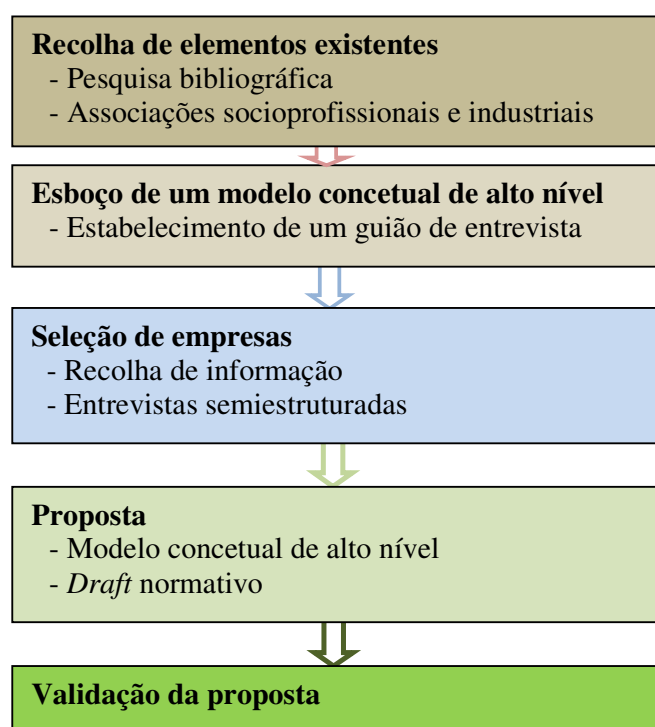 Recolha de elementos existentes
- Pesquisa bibliográfica
- Associações socioprofissionais e industriais
Esboço de um modelo concetual de alto nível
- Estabelecimento de um guião de entrevista
Seleção de empresas
- Recolha de informação
- Entrevistas semiestruturadas
Proposta
- Modelo concetual de alto nível
- Draft normativo
Validação da proposta